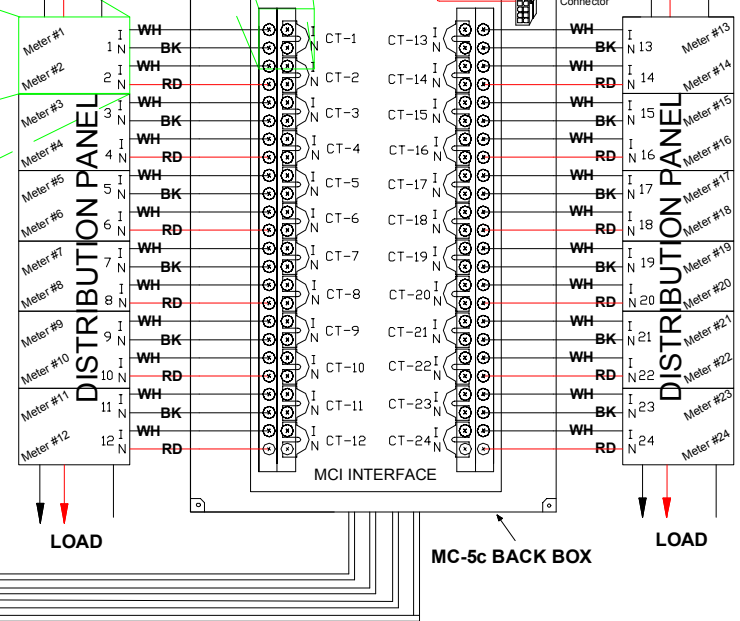 Connector
Meter #1
Meter #2
Meter #3
Meter #4
Meter #5
Meter #6
Meter #7
Meter #8
Meter #9
Meter #10
Meter #11
Meter #12
DISTRIBUTION PANEL
1 I N
2 I N
3 I N
4 I N
5 I N
6 I N
7 I N
8 I N
9 I N
10 I N
11 I N
12 I N
WH
BK
WH
RD
WH
BK
WH
RD
WH
BK
WH
RD
WH
BK
WH
RD
WH
BK
WH
RD
WH
BK
WH
RD
I N CT-1
I N CT-2
I N CT-3
I N CT-4
I N CT-5
I N CT-6
I N CT-7
I N CT-8
I N CT-9
I N CT-10
I N CT-11
I N CT-12
CT-13 I N
CT-14 I N
CT-15 I N
CT-16 I N
CT-17 I N
CT-18 I N
CT-19 I N
CT-20 I N
CT-21 I N
CT-22 I N
CT-23 I N
CT-24 I N
MCI INTERFACE
WH
BK
WH
RD
WH
BK
WH
RD
WH
BK
WH
RD
WH
BK
WH
RD
WH
BK
WH
RD
WH
BK
WH
RD
I N 13
I N 14
I N 15
I N 16
I N 17
I N 18
I N 19
I N 20
I N 21
I N 22
I N 23
I N 24
DISTRIBUTION PANEL
Meter #13
Meter #14
Meter #15
Meter #16
Meter #17
Meter #18
Meter #19
Meter #20
Meter #21
Meter #22
Meter #23
Meter #24
LOAD
MC-5c BACK BOX
LOAD